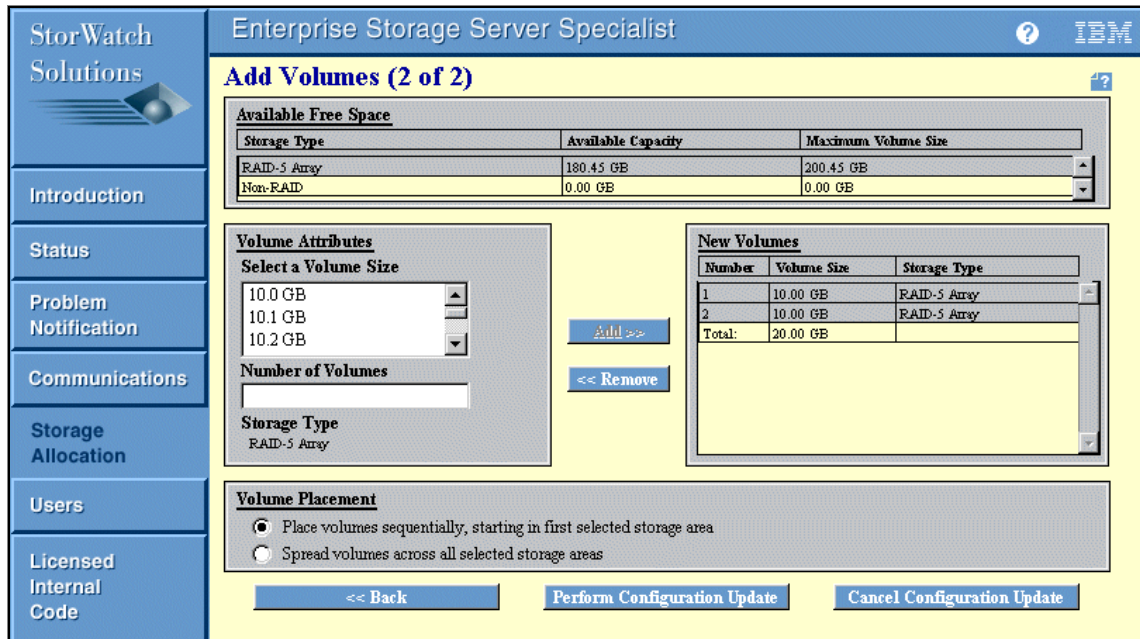 StorWatch
Solutions
Introduction
Status
Problem
Notification
Communications
Storage
Allocation
Users
Licensed
Internal
Code
Enterprise Storage Server Specialist
?
IBM
Add Volumes (2 of 2)
?
Available Free Space
Storage Type Available Capacity Maximum Volume Size
RAID-5 Array 180.45 GB 200.45 GB
Non-RAID 0.00 GB 0.00 GB
Volume Attributes
Select a Volume Size
10.0 GB
10.1 GB
10.2 GB
Number of Volumes
Storage Type
RAID-5 Array
Add >>
<< Remove
New Volumes
Number Volume Size Storage Type
1 10.00 GB RAID-5 Array
2 10.00 GB RAID-5 Array
Total: 20.00 GB
Volume Placement
Place volumes sequentially, starting in first selected storage area
Spread volumes across all selected storage areas
<< Back
Perform Configuration Update
Cancel Configuration Update